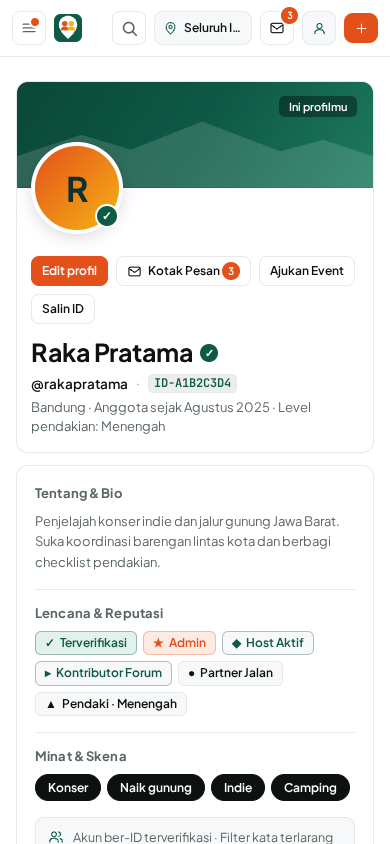 Seluruh I...
3
Ini profilmu
R
Edit profil
Kotak Pesan 3
Ajukan Event
Salin ID
Raka Pratama
@rakapratama · ID-A1B2C3D4
Bandung · Anggota sejak Agustus 2025 · Level
pendakian: Menengah
Tentang & Bio
Penjelajah konser indie dan jalur gunung Jawa Barat.
Suka koordinasi barengan lintas kota dan berbagi
checklist pendakian.
Lencana & Reputasi
✓ Terverifikasi ★ Admin ◆ Host Aktif
▸ Kontributor Forum ● Partner Jalan
▲ Pendaki · Menengah
Minat & Skena
Konser Naik gunung Indie Camping
Akun ber-ID terverifikasi · Filter kata terlarang